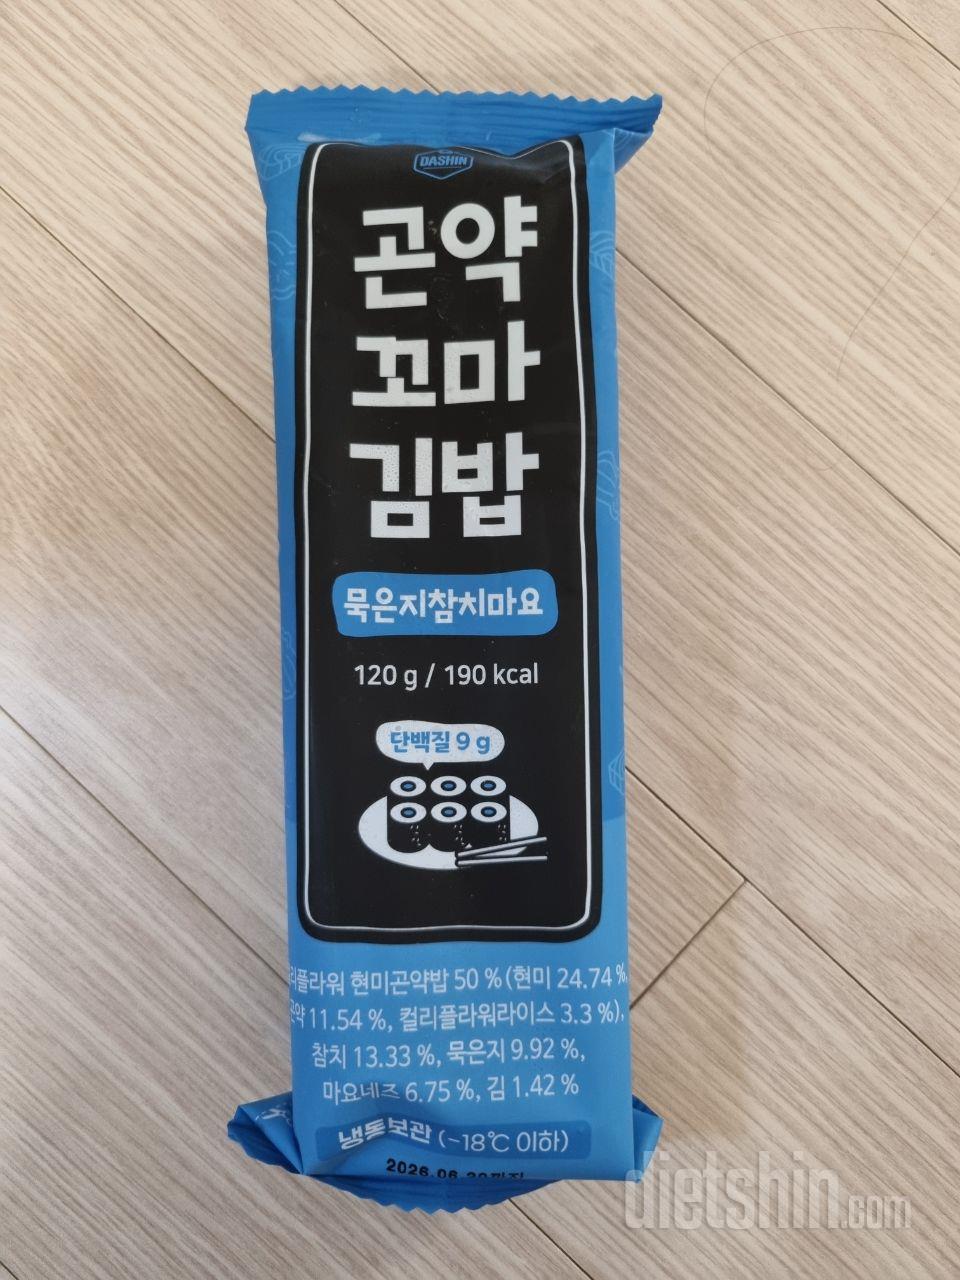 DASHIN
곤약
꼬마
김밥
묵은지참치마요
120 g / 190 kcal
단백질 9 g
현미곤약밥 50 % (현미 24.74 %,
11.54 %, 컬리플라워라이스 3.3 %),
참치 13.33 %, 묵은지 9.92 %,
마요네즈 6.75 %, 김 1.42 %
냉동보관 (-18℃ 이하)
dietshin.com